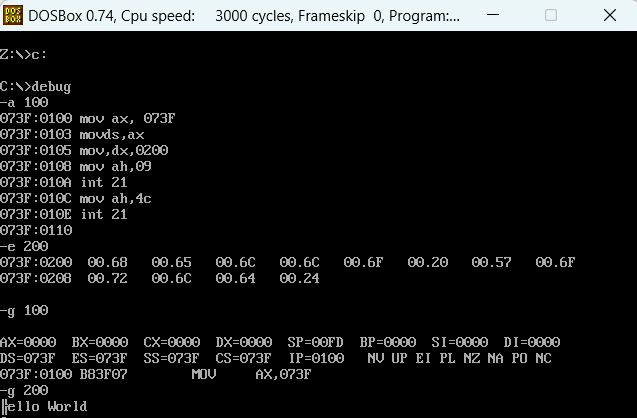 DOSBox 0.74, Cpu speed: 3000 cycles, Frameskip 0, Program:...
Z:\>c:
C:\>debug
-a 100
073F:0100 mov ax, 073F
073F:0103 movds,ax
073F:0105 mov,dx,0200
073F:0108 mov ah,09
073F:010A int 21
073F:010C mov ah,4c
073F:010E int 21
073F:0110
-e 200
073F:0200 00.68 00.65 00.6C 00.6C 00.6F 00.20 00.57 00.6F
073F:0208 00.72 00.6C 00.64 00.24
-g 100
AX=0000 BX=0000 CX=0000 DX=0000 SP=00FD BP=0000 SI=0000 DI=0000
DS=073F ES=073F SS=073F CS=073F IP=0100 NV UP EI PL NZ NA PO NC
073F:0100 B83F07 MOV AX,073F
-g 200
ello World